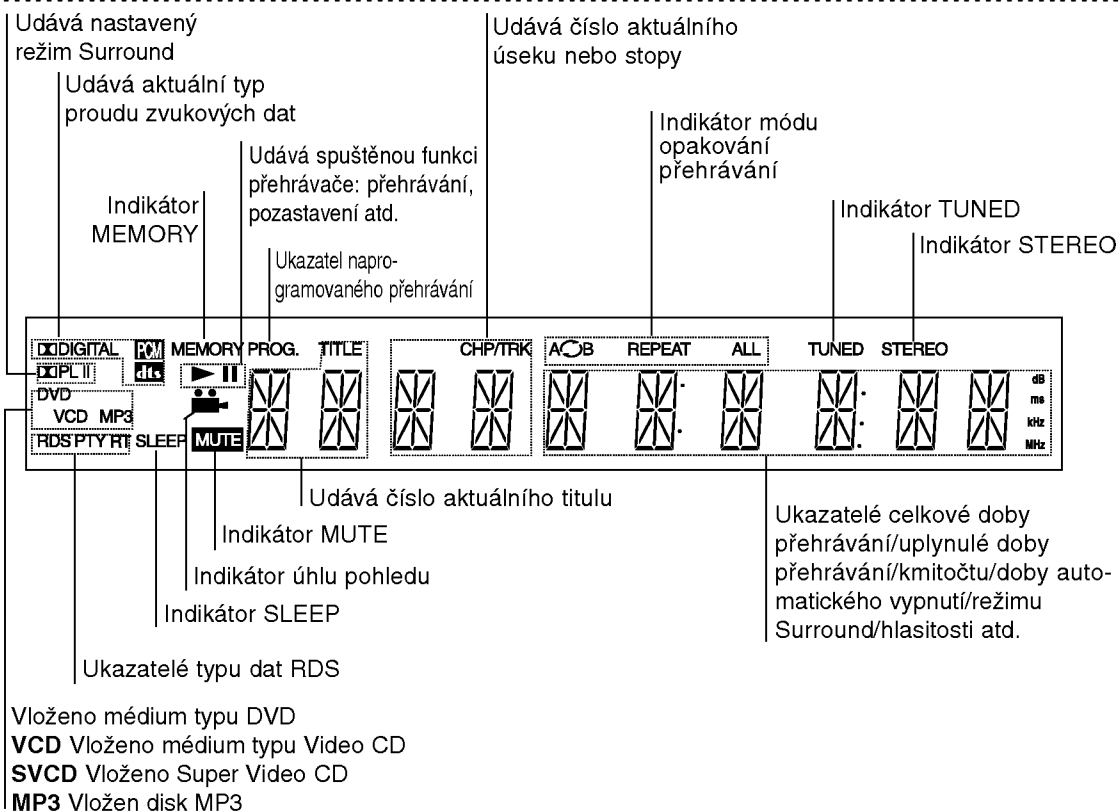 Udává nastavený
režim Surround
Udává číslo aktuálního
úseku nebo stopy
Udává aktuální typ
proudu zvukových dat
Indikátor módu
opakování
přehrávání
Udává spuštěnou funkci
přehrávače: přehrávání,
pozastavení atd.
Indikátor
MEMORY
Indikátor TUNED
Indikátor STEREO
Ukazatel napro-
gramovaného přehrávání
DIGITAL PCM MEMORY PROG. TITLE CHP/TRK A B REPEAT ALL TUNED STEREO
PL II dts
DVD
VCD MP3
RDS PTY RT SLEEP MUTE
dB
ms
kHz
MHz
Udává číslo aktuálního titulu
Indikátor MUTE
Indikátor úhlu pohledu
Indikátor SLEEP
Ukazatelé celkové doby
přehrávání/uplynulé doby
přehrávání/kmitočtu/doby auto-
matického vypnutí/režimu
Surround/hlasitosti atd.
Ukazatelé typu dat RDS
Vloženo médium typu DVD
VCD Vloženo médium typu Video CD
SVCD Vloženo Super Video CD
MP3 Vložen disk MP3